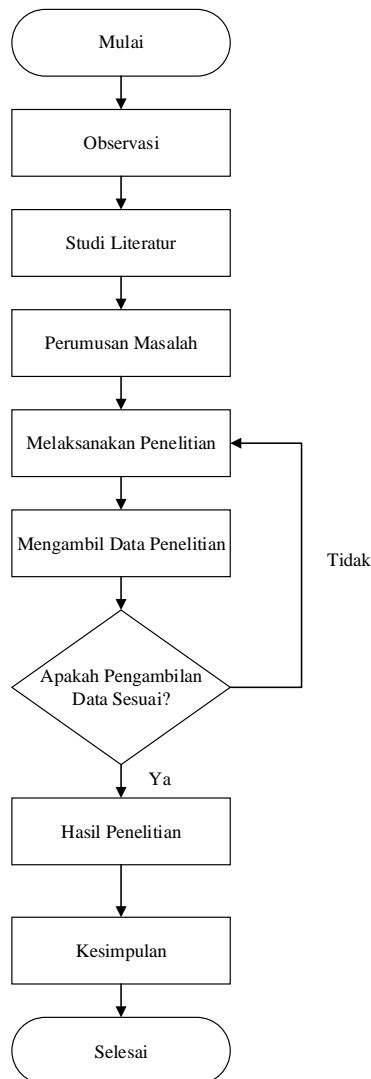 Mulai
Observasi
Studi Literatur
Perumusan Masalah
Melaksanakan Penelitian
Mengambil Data Penelitian
Tidak
Apakah Pengambilan
Data Sesuai?
Ya
Hasil Penelitian
Kesimpulan
Selesai